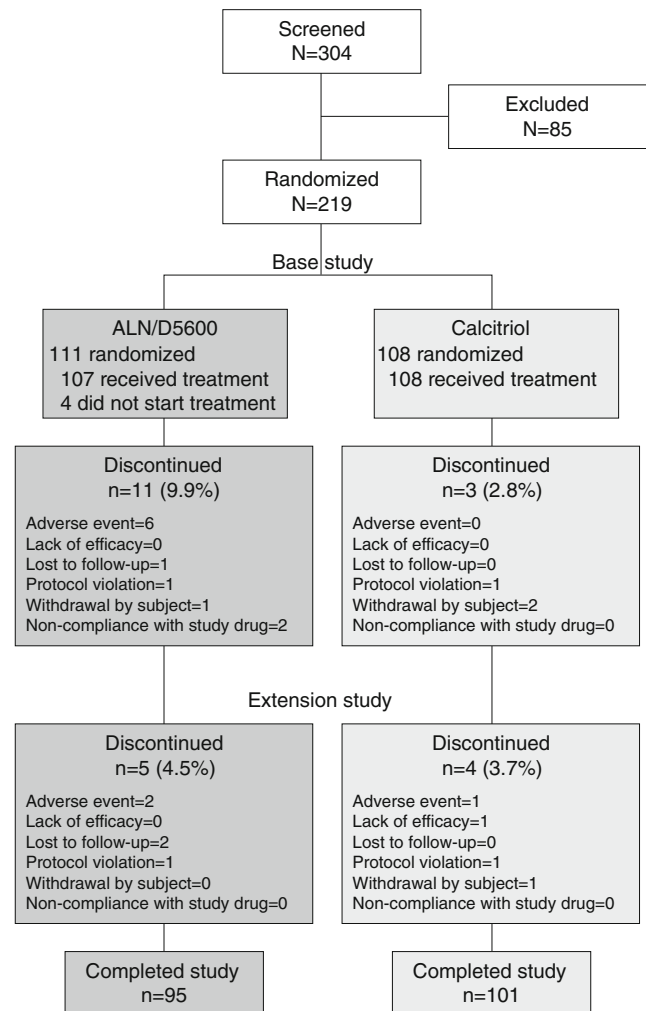 Screened
N=304
Excluded
N=85
Randomized
N=219
Base study
ALN/D5600
111 randomized
107 received treatment
4 did not start treatment
Calcitriol
108 randomized
108 received treatment
Discontinued
n=11 (9.9%)
Adverse event=6
Lack of efficacy=0
Lost to follow-up=1
Protocol violation=1
Withdrawal by subject=1
Non-compliance with study drug=2
Discontinued
n=3 (2.8%)
Adverse event=0
Lack of efficacy=0
Lost to follow-up=0
Protocol violation=1
Withdrawal by subject=2
Non-compliance with study drug=0
Extension study
Discontinued
n=5 (4.5%)
Adverse event=2
Lack of efficacy=0
Lost to follow-up=2
Protocol violation=1
Withdrawal by subject=0
Non-compliance with study drug=0
Discontinued
n=4 (3.7%)
Adverse event=1
Lack of efficacy=1
Lost to follow-up=0
Protocol violation=1
Withdrawal by subject=1
Non-compliance with study drug=0
Completed study
n=95
Completed study
n=101